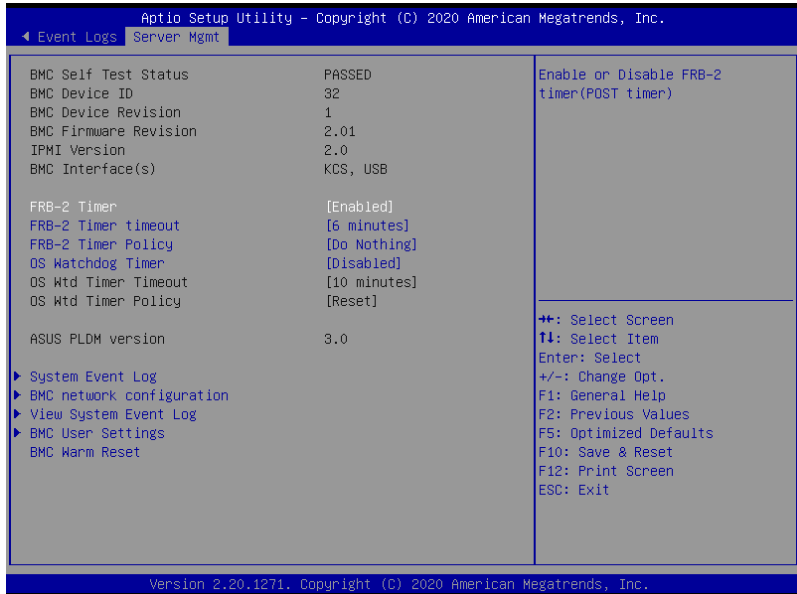 Aptio Setup Utility – Copyright (C) 2020 American Megatrends, Inc.
Event Logs Server Mgmt
BMC Self Test Status PASSED
BMC Device ID 32
BMC Device Revision 1
BMC Firmware Revision 2.01
IPMI Version 2.0
BMC Interface(s) KCS, USB
FRB-2 Timer [Enabled]
FRB-2 Timer timeout [6 minutes]
FRB-2 Timer Policy [Do Nothing]
OS Watchdog Timer [Disabled]
OS Wtd Timer Timeout [10 minutes]
OS Wtd Timer Policy [Reset]
ASUS PLDM version 3.0
System Event Log
BMC network configuration
View System Event Log
BMC User Settings
BMC Warm Reset
Enable or Disable FRB-2
timer(POST timer)
→←: Select Screen
↑↓: Select Item
Enter: Select
+/-: Change Opt.
F1: General Help
F2: Previous Values
F5: Optimized Defaults
F10: Save & Reset
F12: Print Screen
ESC: Exit
Version 2.20.1271. Copyright (C) 2020 American Megatrends, Inc.